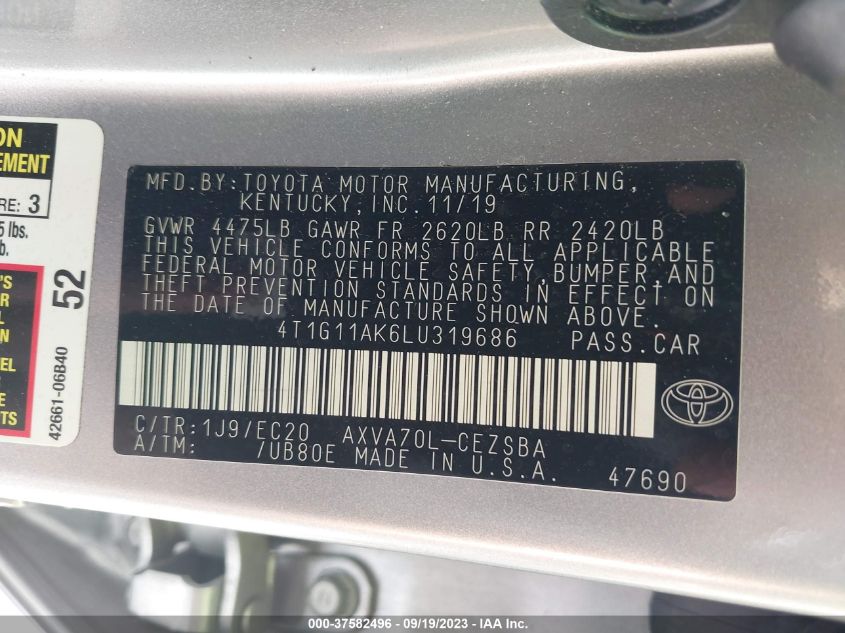 ON
EMENT
RE: 3
5 lbs.
b.
'S
R
EL
E
TS
52
42661-06B40
MFD.BY:TOYOTA MOTOR MANUFACTURING,
KENTUCKY,INC.11/19
GVWR 4475LB GAWR FR 2620LB RR 2420LB
THIS VEHICLE CONFORMS TO ALL APPLICABLE
FEDERAL MOTOR VEHICLE SAFETY,BUMPER,AND
THEFT PREVENTION STANDARDS IN EFFECT ON
THE DATE OF MANUFACTURE SHOWN ABOVE.
4T1G11AK6LU319686 PASS.CAR
C/TR:1J9/EC20 AXVA70L-CEZSBA
A/TM: /UB80E MADE IN U.S.A. 47690
000-37582496 - 09/19/2023 - IAA Inc.